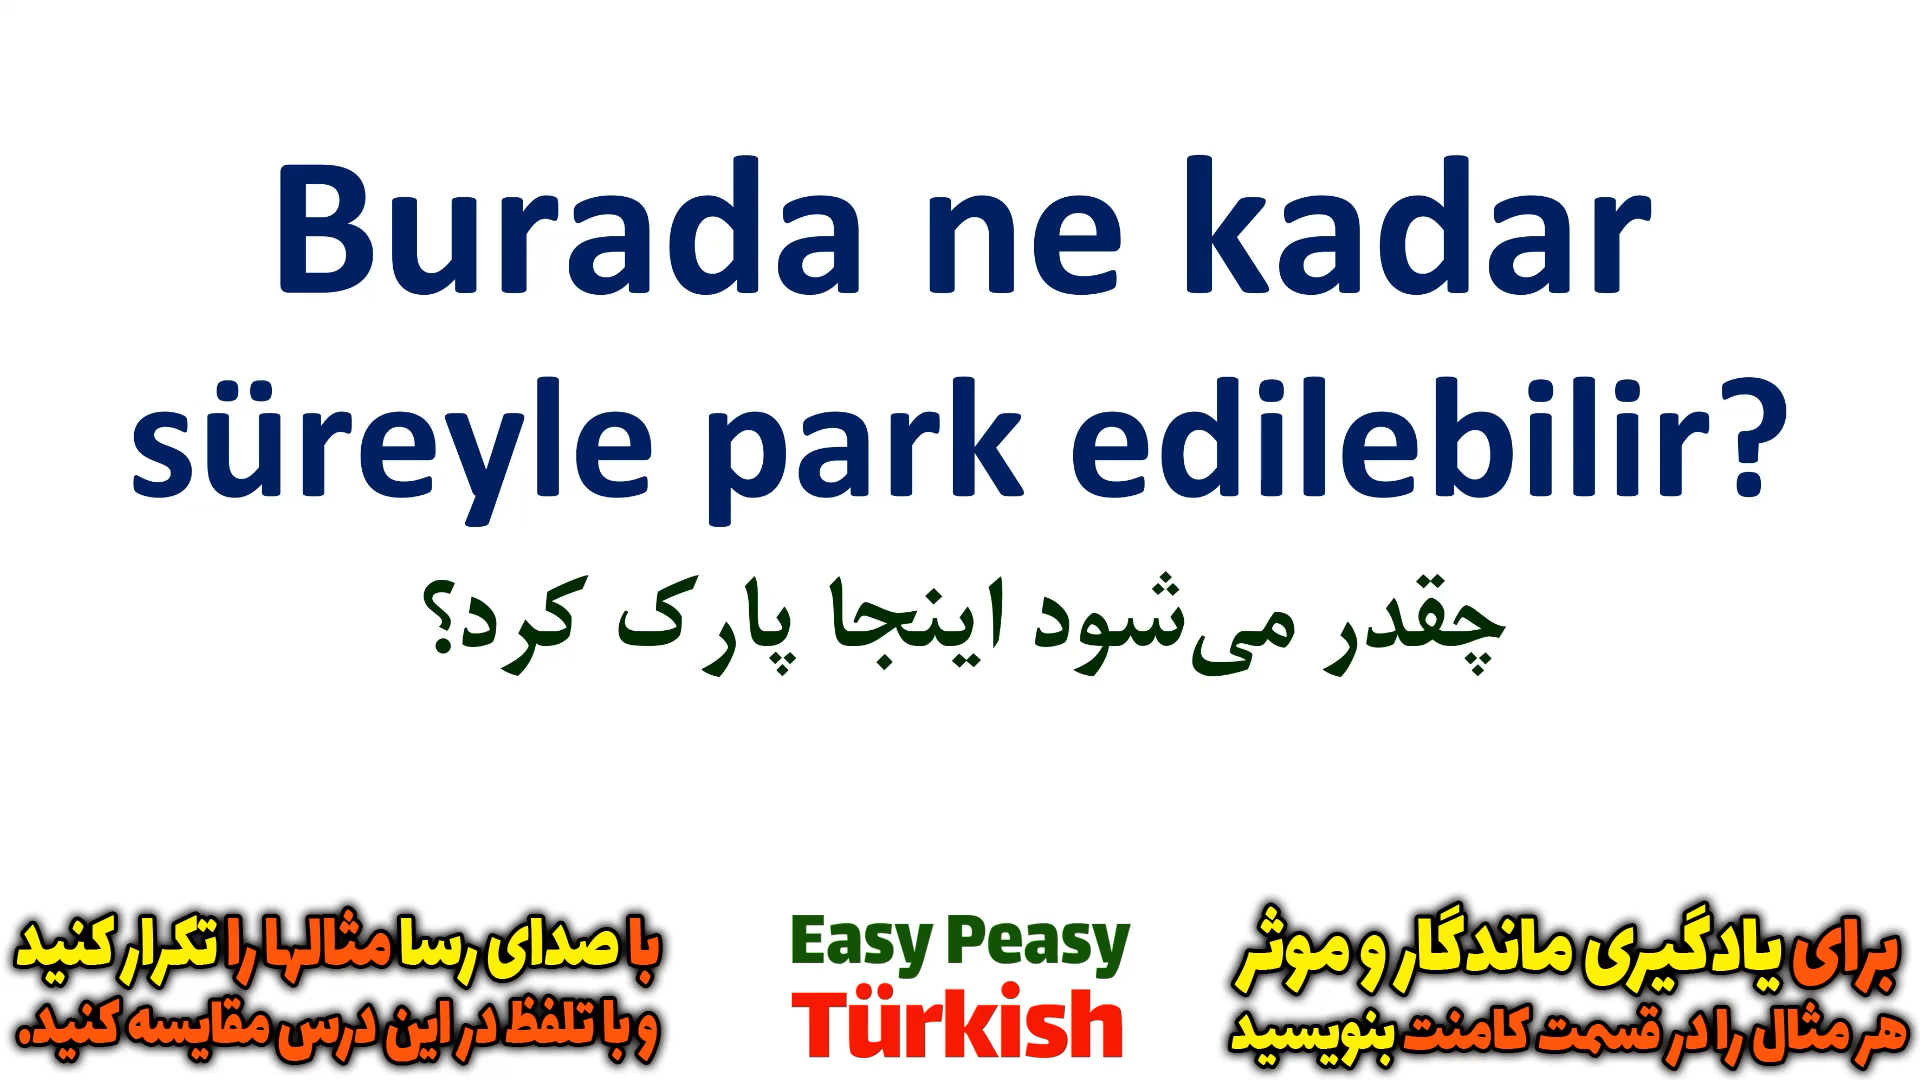 Burada ne kadar
süreyle park edilebilir?
چقدر می‌شود اینجا پارک کرد؟
با صدای رسا مثالها را تکرار کنید
و با تلفظ در این درس مقایسه کنید.
Easy Peasy
Türkish
برای یادگیری ماندگار و موثر
هر مثال را در قسمت کامنت بنویسید